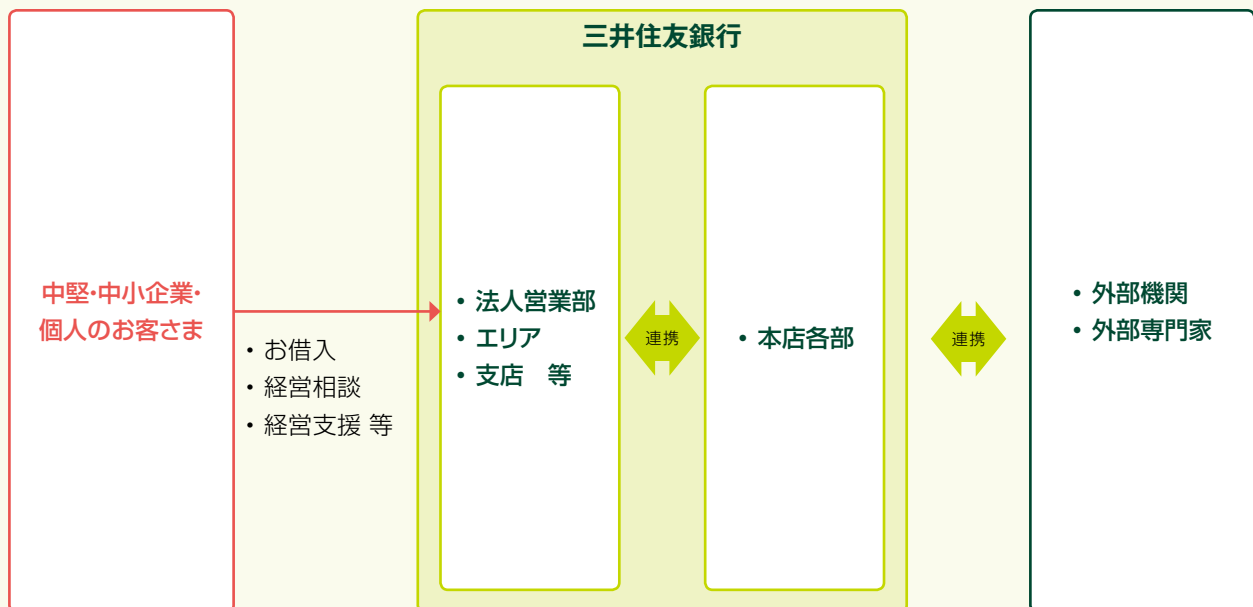 三井住友銀行
中堅・中小企業・
個人のお客さま
・お借入
・経営相談
・経営支援 等
・法人営業部
・エリア
・支店　等
連携
・本店各部
連携
・外部機関
・外部専門家